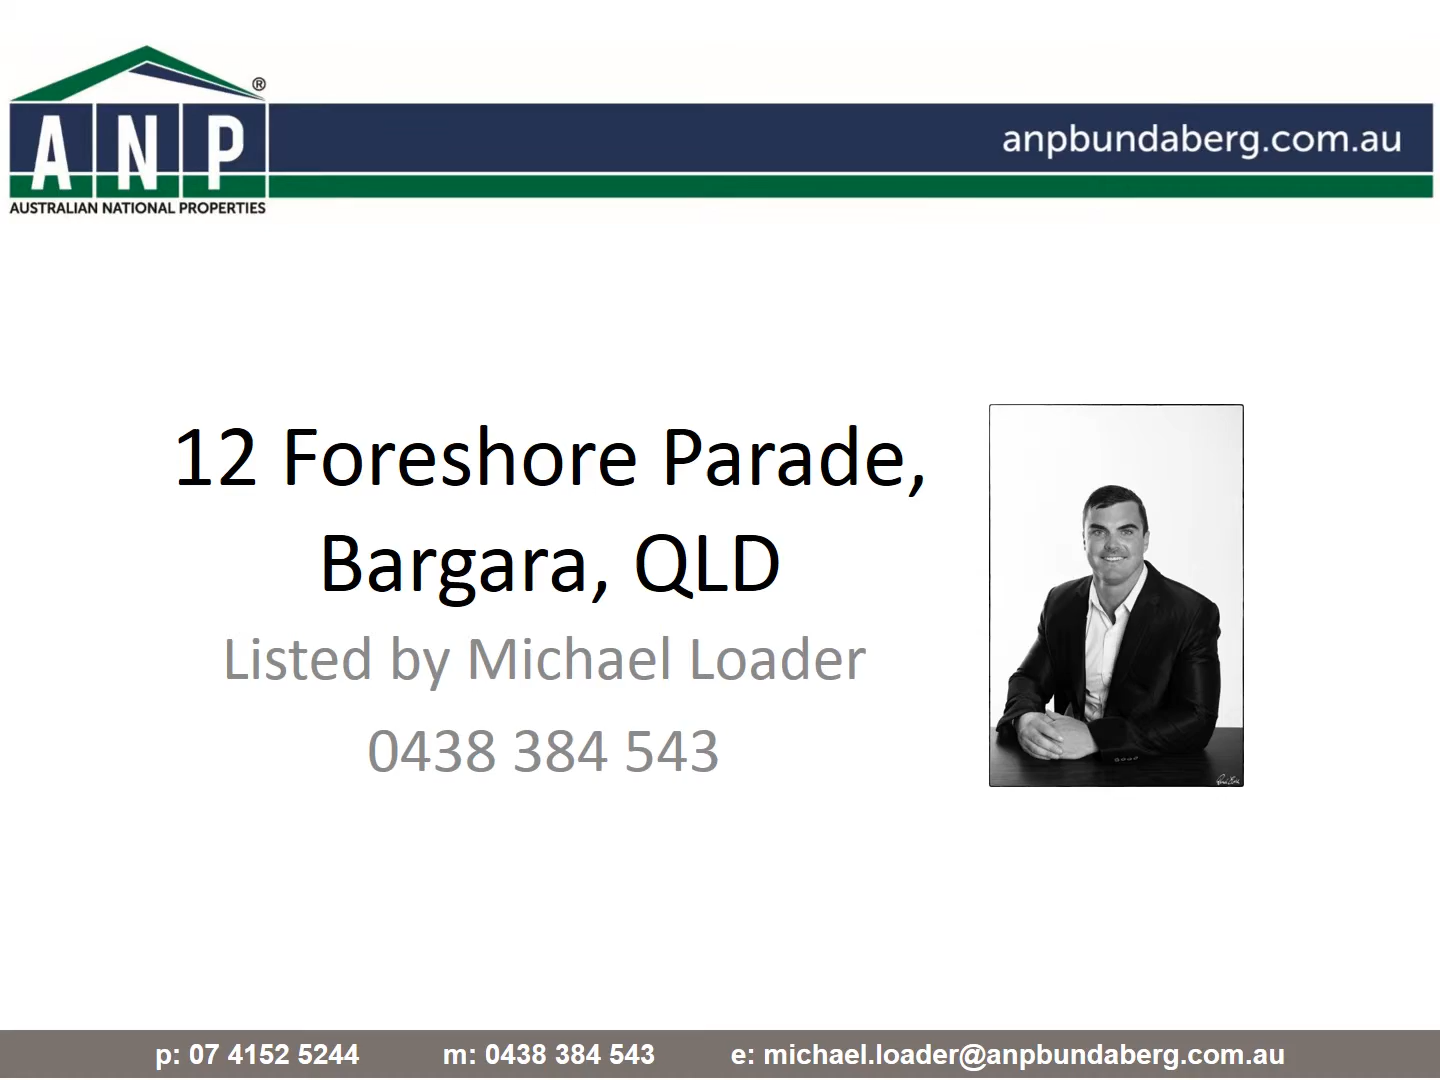 ®
ANP
AUSTRALIAN NATIONAL PROPERTIES
anpbundaberg.com.au
12 Foreshore Parade,
Bargara, QLD
Listed by Michael Loader
0438 384 543
p: 07 4152 5244 m: 0438 384 543 e: michael.loader@anpbundaberg.com.au